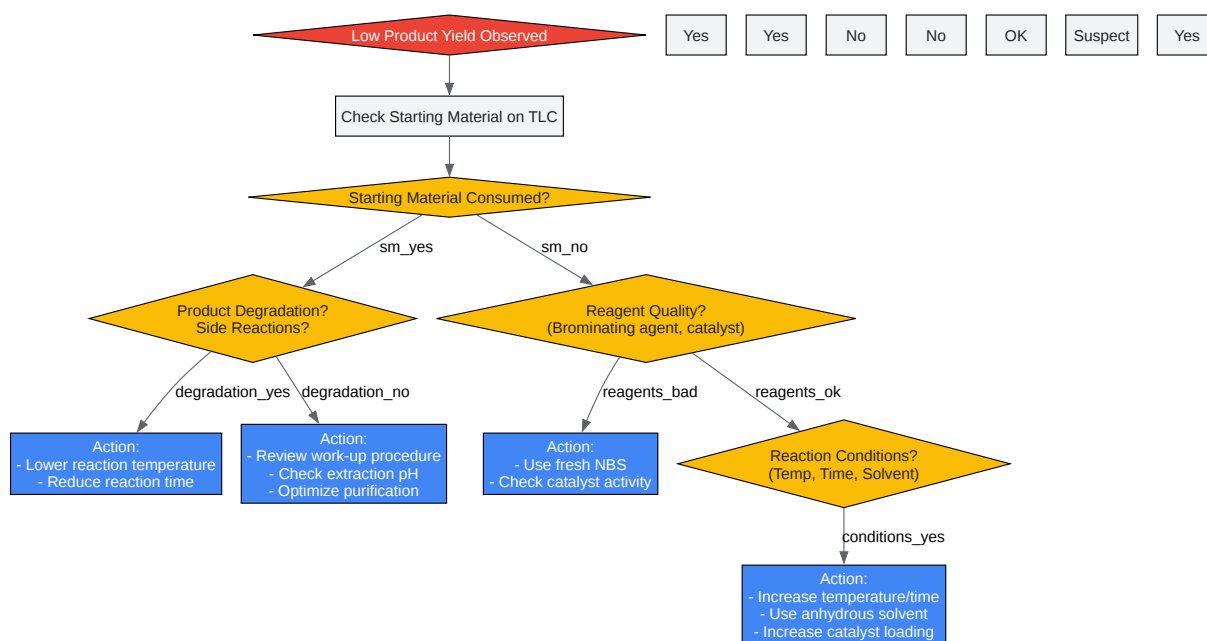 Low Product Yield Observed
Yes
Yes
No
No
OK
Suspect
Yes
Check Starting Material on TLC
Starting Material Consumed?
sm_yes
sm_no
Product Degradation?
Side Reactions?
Reagent Quality?
(Brominating agent, catalyst)
degradation_yes
degradation_no
reagents_bad
reagents_ok
Action:
- Lower reaction temperature
- Reduce reaction time
Action:
- Review work-up procedure
- Check extraction pH
- Optimize purification
Action:
- Use fresh NBS
- Check catalyst activity
Reaction Conditions?
(Temp, Time, Solvent)
conditions_yes
Action:
- Increase temperature/time
- Use anhydrous solvent
- Increase catalyst loading